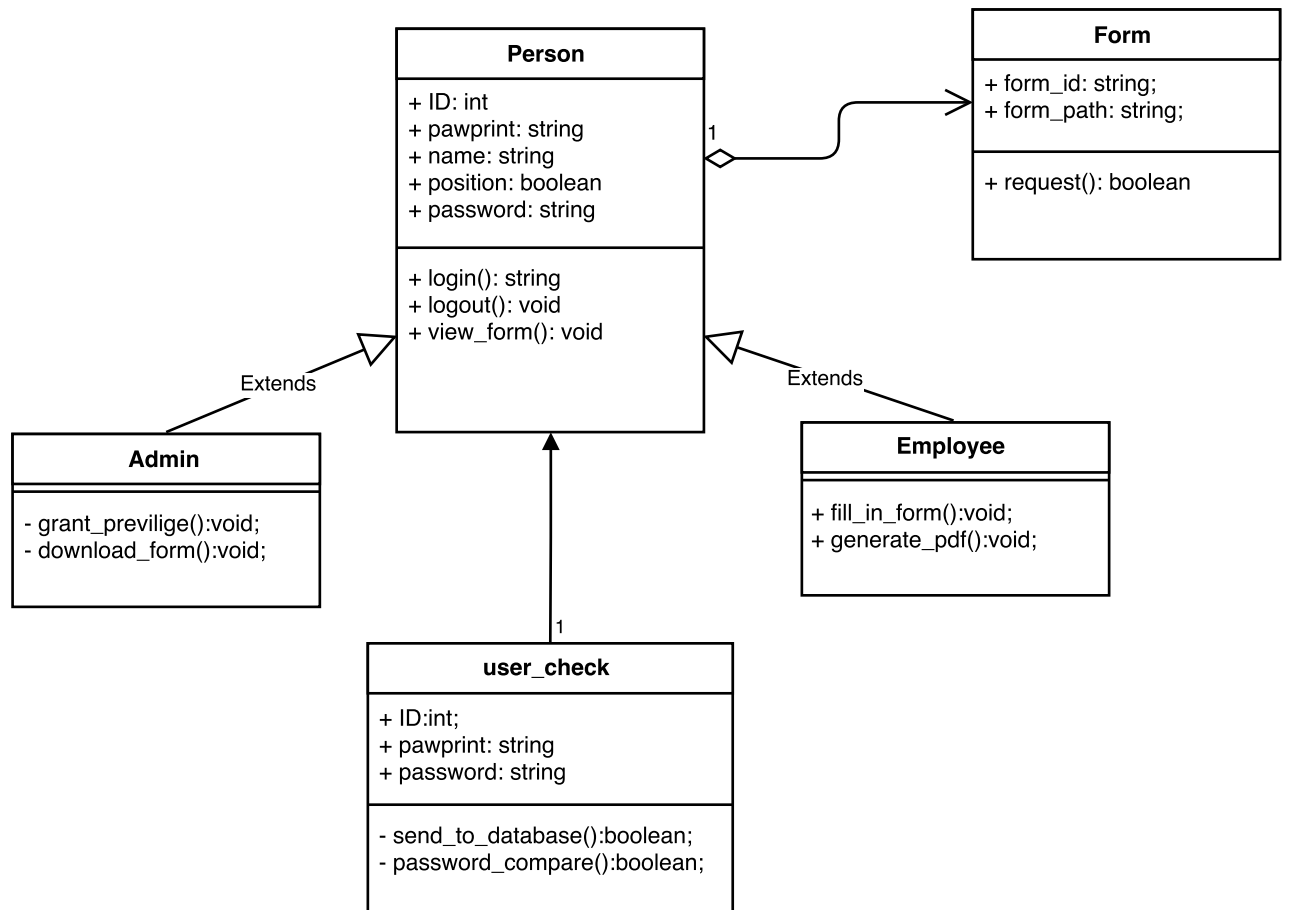 Person
+ ID: int
+ pawprint: string
+ name: string
+ position: boolean
+ password: string
+ login(): string
+ logout(): void
+ view_form(): void
1
Form
+ form_id: string;
+ form_path: string;
+ request(): boolean
Extends
Extends
Admin
- grant_previlige():void;
- download_form():void;
Employee
+ fill_in_form():void;
+ generate_pdf():void;
1
user_check
+ ID:int;
+ pawprint: string
+ password: string
- send_to_database():boolean;
- password_compare():boolean;